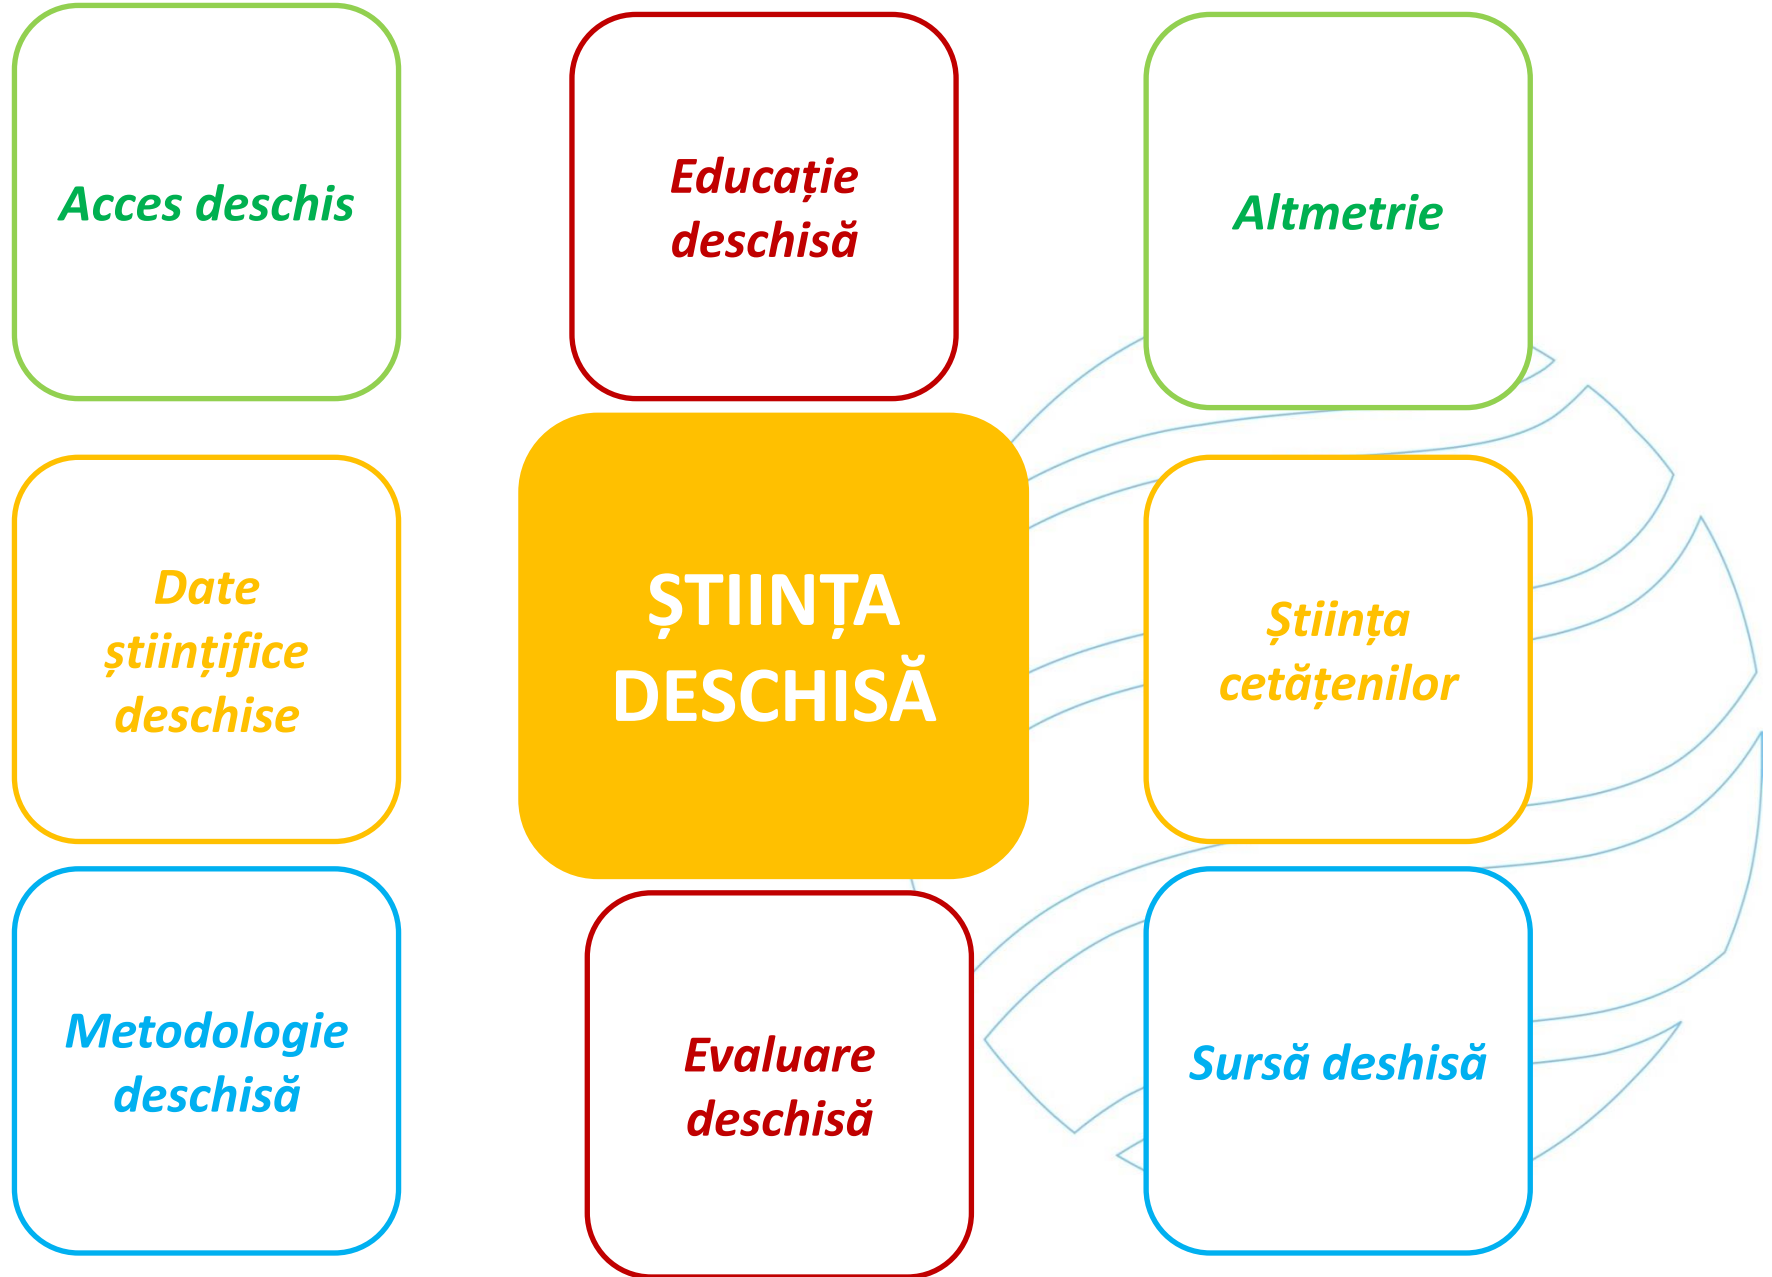 Acces deschis
Educație
deschisă
Altmetrie
Date
științifice
deschise
ȘTIINȚA
DESCHISĂ
Știința
cetățenilor
Metodologie
deschisă
Evaluare
deschisă
Sursă deshisă